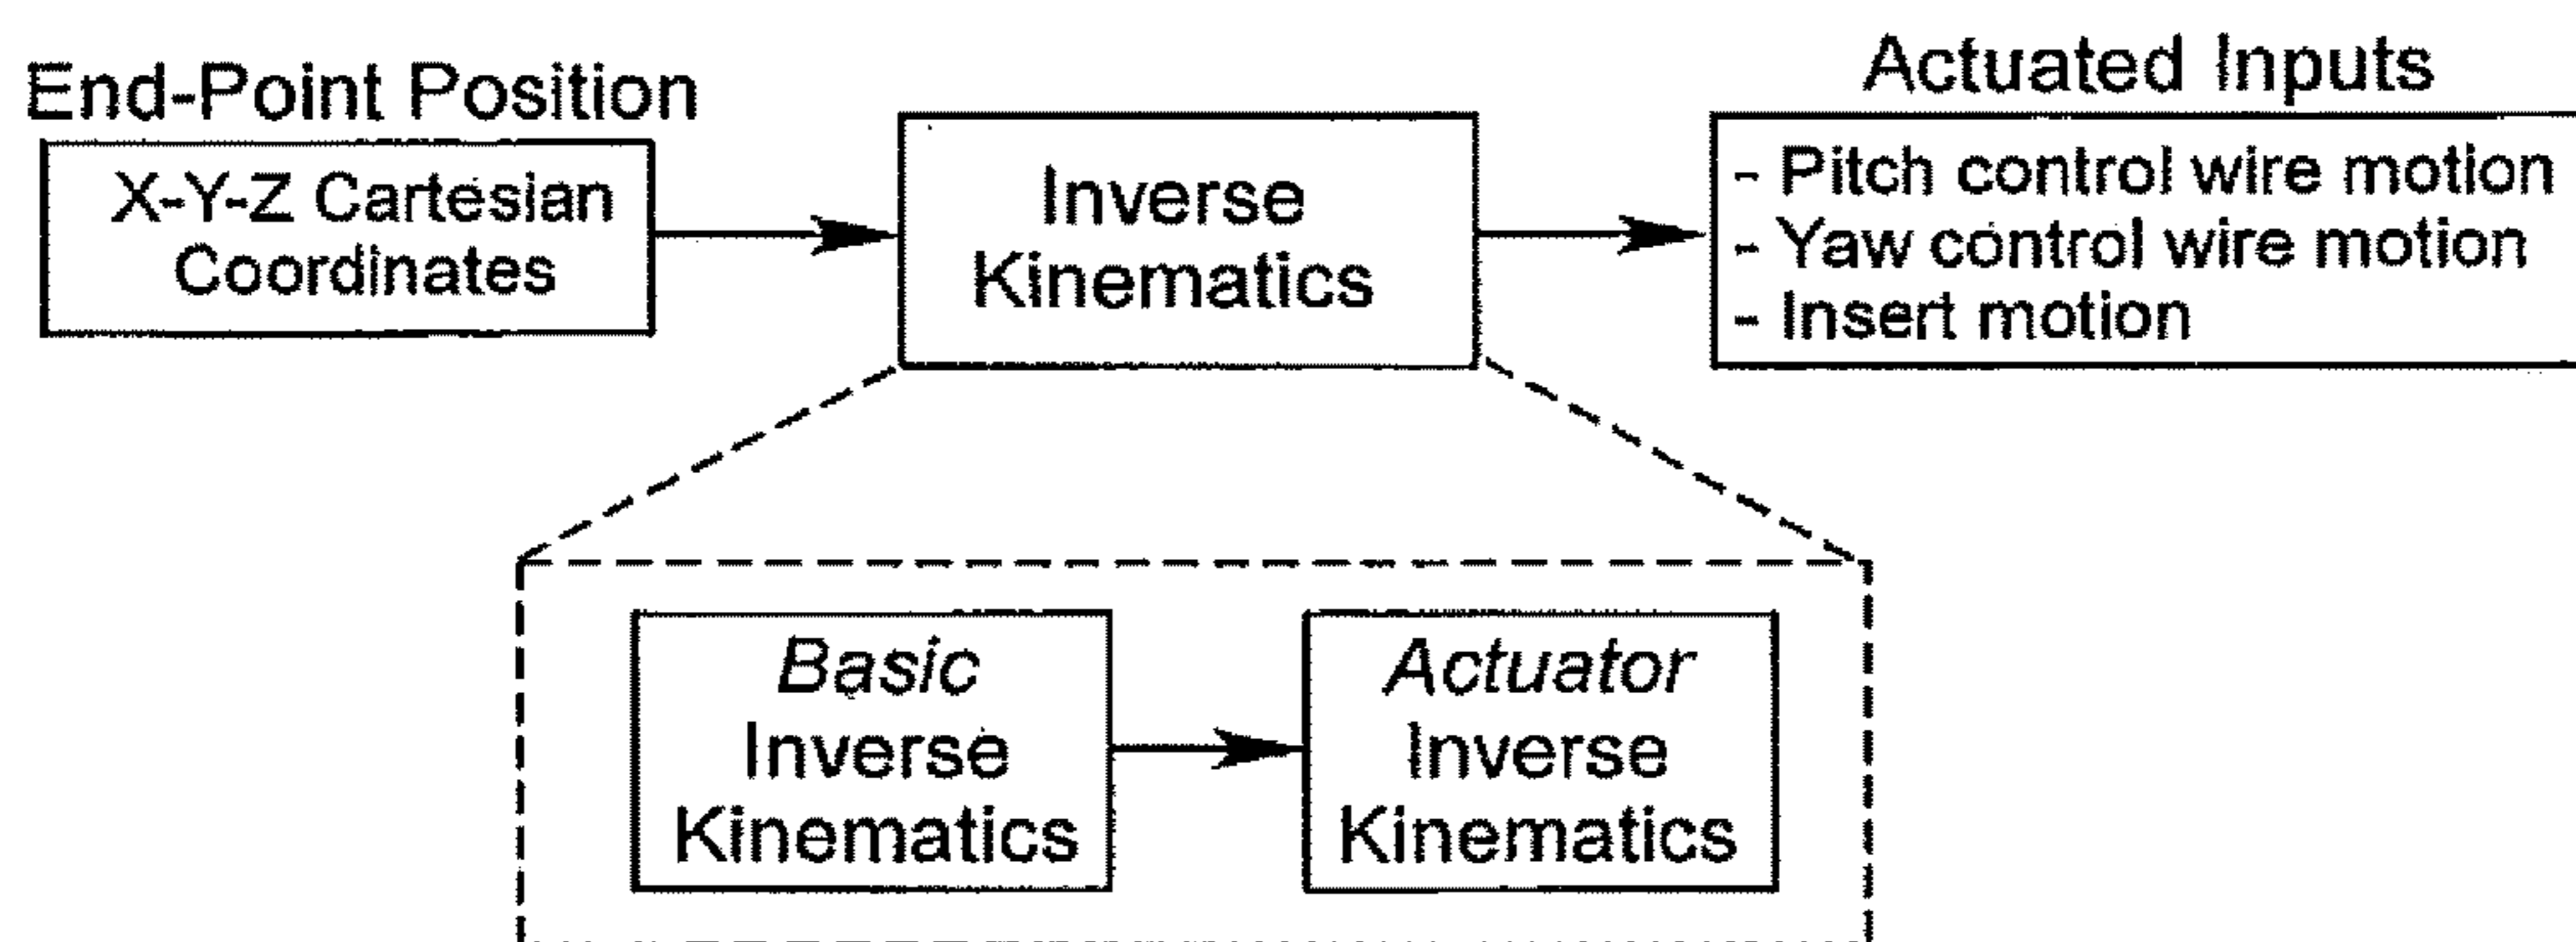 End-Point Position
X-Y-Z Cartesian
Coordinates
Inverse
Kinematics
Actuated Inputs
- Pitch control wire motion
- Yaw control wire motion
- Insert motion
Basic
Inverse
Kinematics
Actuator
Inverse
Kinematics